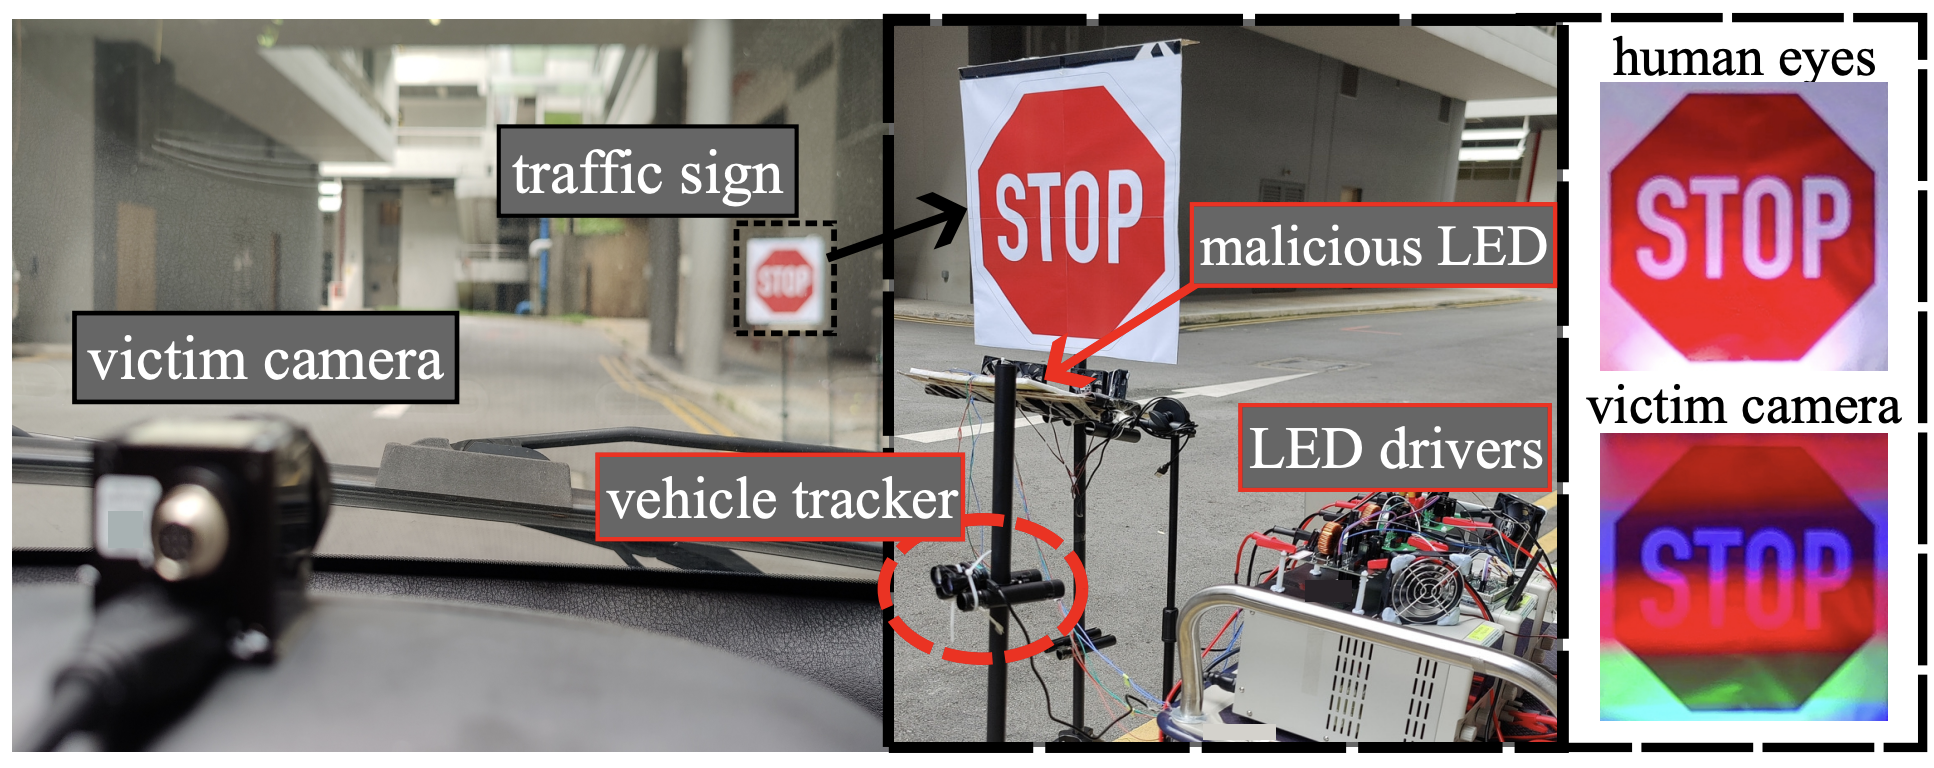 traffic sign
STOP
victim camera
STOP
malicious LED
LED drivers
vehicle tracker
human eyes
STOP
victim camera
STOP